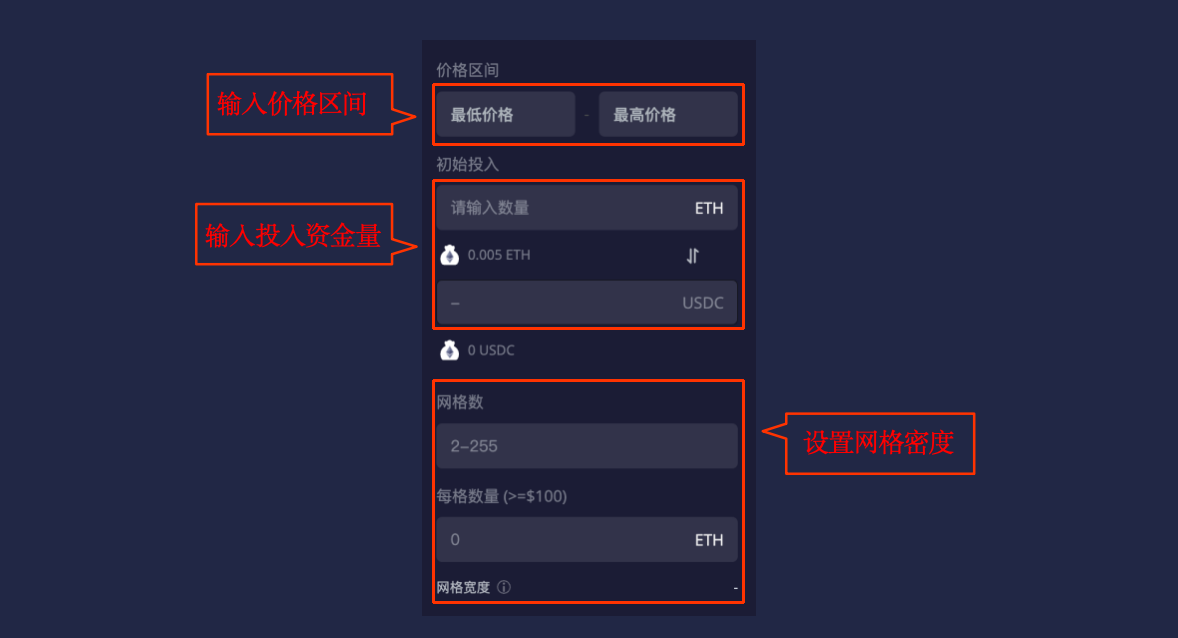 价格区间
输入价格区间
最低价格 - 最高价格
初始投入
请输入数量 ETH
输入投入资金量
0.005 ETH
– USDC
0 USDC
网格数
2–255
设置网格密度
每格数量 (>=$100)
0 ETH
网格宽度 -